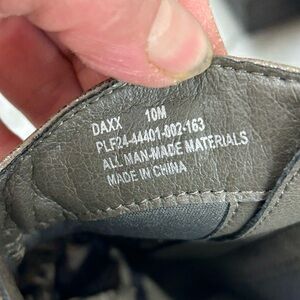 DAXX 10M
PLF24-44401-002-163
ALL MAN-MADE MATERIALS
MADE IN CHINA